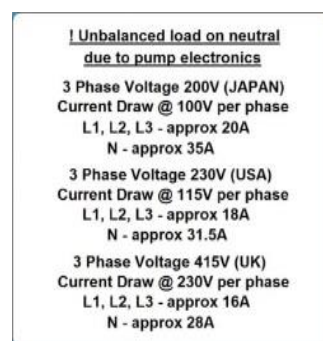 ! Unbalanced load on neutral
due to pump electronics
3 Phase Voltage 200V (JAPAN)
Current Draw @ 100V per phase
L1, L2, L3 - approx 20A
N - approx 35A
3 Phase Voltage 230V (USA)
Current Draw @ 115V per phase
L1, L2, L3 - approx 18A
N - approx 31.5A
3 Phase Voltage 415V (UK)
Current Draw @ 230V per phase
L1, L2, L3 - approx 16A
N - approx 28A